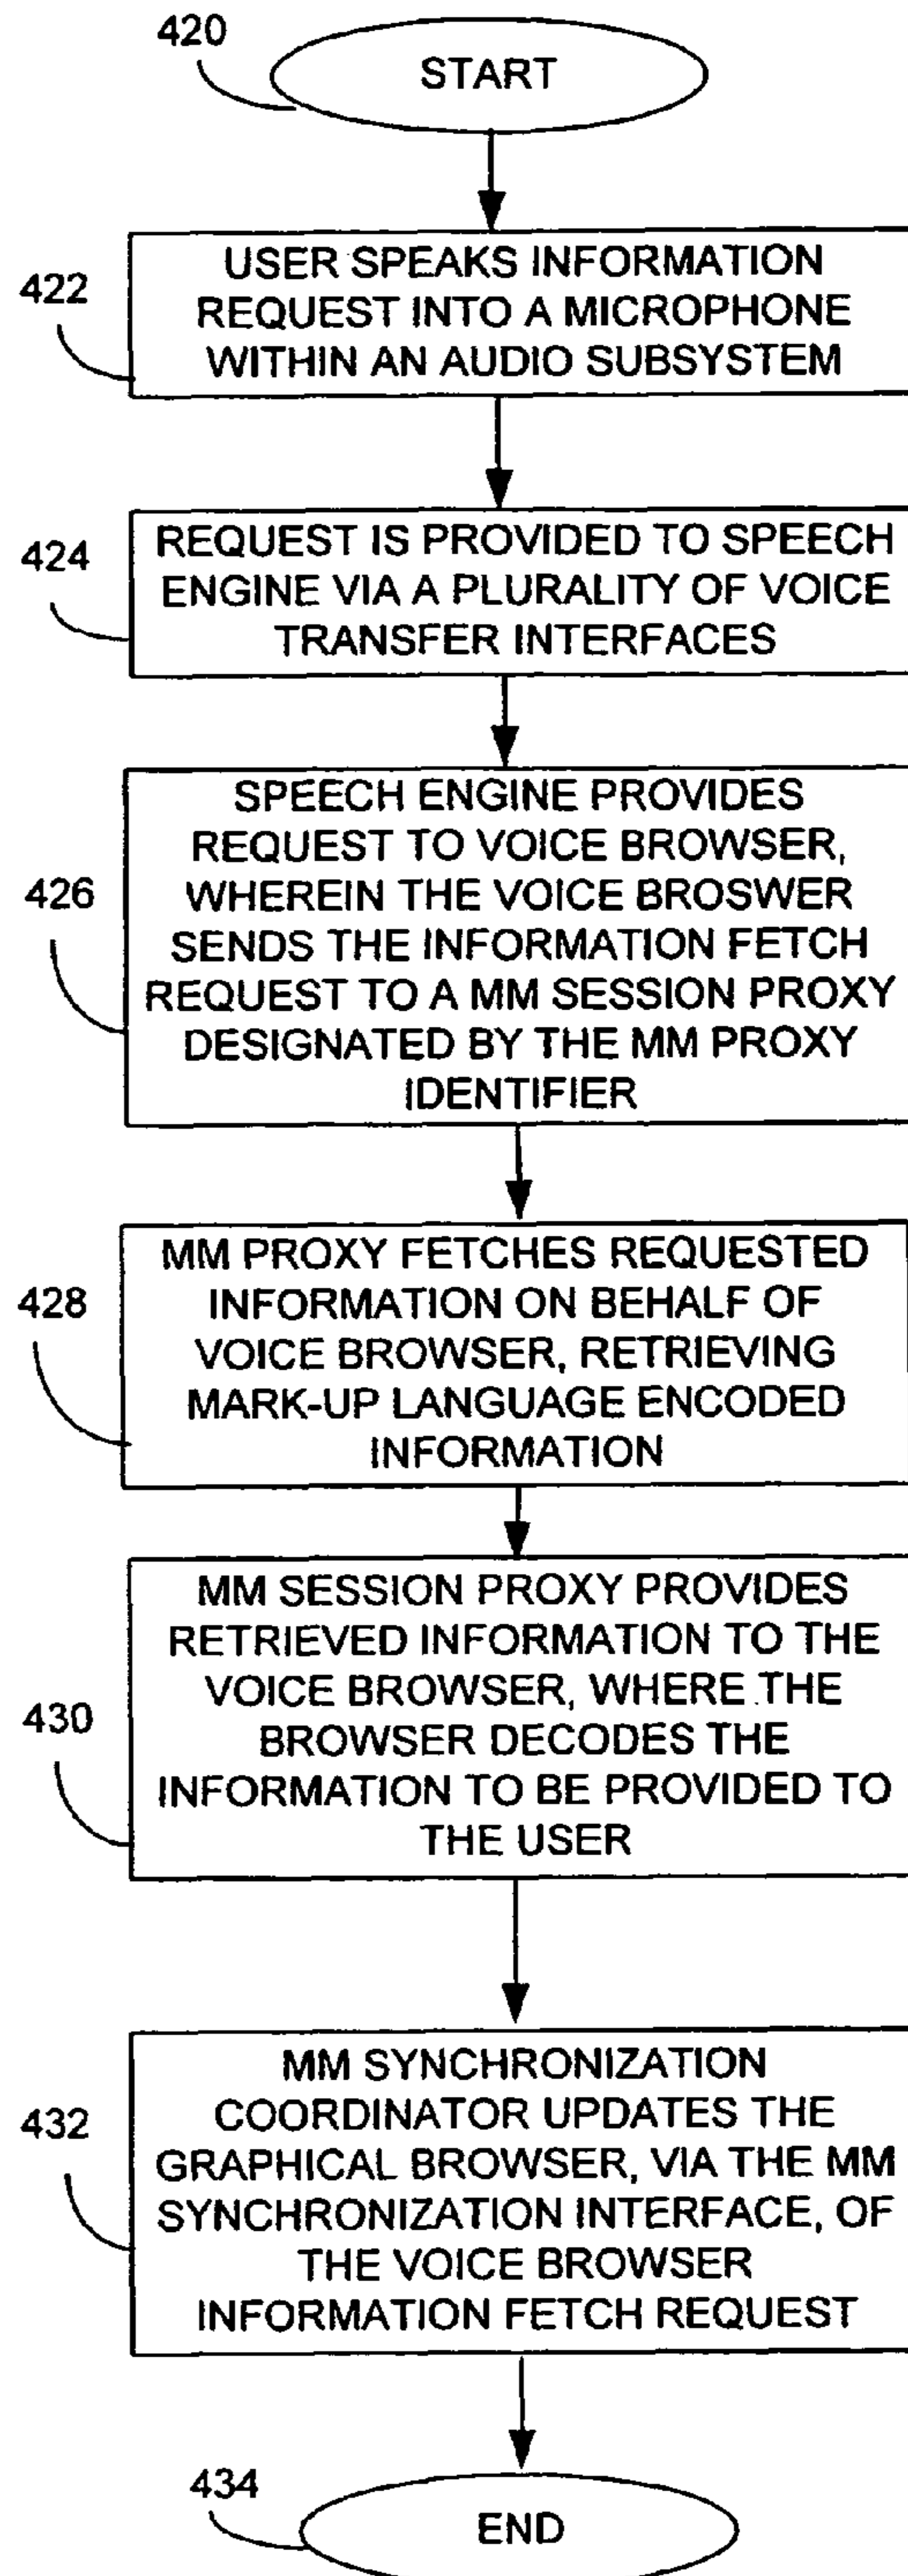 420
START
422
USER SPEAKS INFORMATION
REQUEST INTO A MICROPHONE
WITHIN AN AUDIO SUBSYSTEM
424
REQUEST IS PROVIDED TO SPEECH
ENGINE VIA A PLURALITY OF VOICE
TRANSFER INTERFACES
426
SPEECH ENGINE PROVIDES
REQUEST TO VOICE BROWSER,
WHEREIN THE VOICE BROSWER
SENDS THE INFORMATION FETCH
REQUEST TO A MM SESSION PROXY
DESIGNATED BY THE MM PROXY
IDENTIFIER
428
MM PROXY FETCHES REQUESTED
INFORMATION ON BEHALF OF
VOICE BROWSER, RETRIEVING
MARK-UP LANGUAGE ENCODED
INFORMATION
430
MM SESSION PROXY PROVIDES
RETRIEVED INFORMATION TO THE
VOICE BROWSER, WHERE THE
BROWSER DECODES THE
INFORMATION TO BE PROVIDED TO
THE USER
432
MM SYNCHRONIZATION
COORDINATOR UPDATES THE
GRAPHICAL BROWSER, VIA THE MM
SYNCHRONIZATION INTERFACE, OF
THE VOICE BROWSER
INFORMATION FETCH REQUEST
434
END